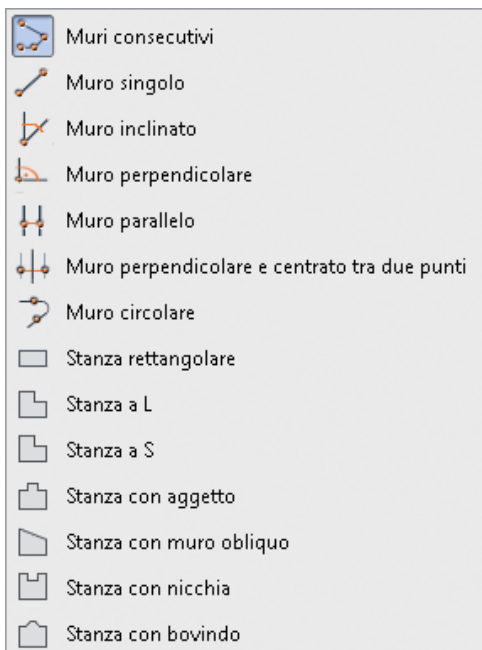 Muri consecutivi
Muro singolo
Muro inclinato
Muro perpendicolare
Muro parallelo
Muro perpendicolare e centrato tra due punti
Muro circolare
Stanza rettangolare
Stanza a L
Stanza a S
Stanza con aggetto
Stanza con muro obliquo
Stanza con nicchia
Stanza con bovindo